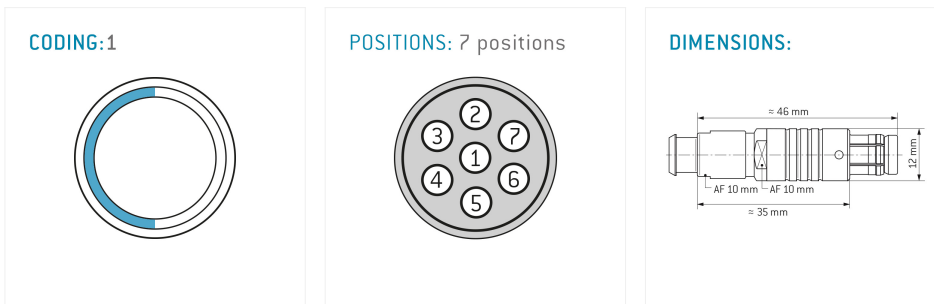 CODING:1
POSITIONS: 7 positions
2
3
7
1
4
6
5
DIMENSIONS:
≈ 46 mm
12 mm
AF 10 mm
AF 10 mm
≈ 35 mm